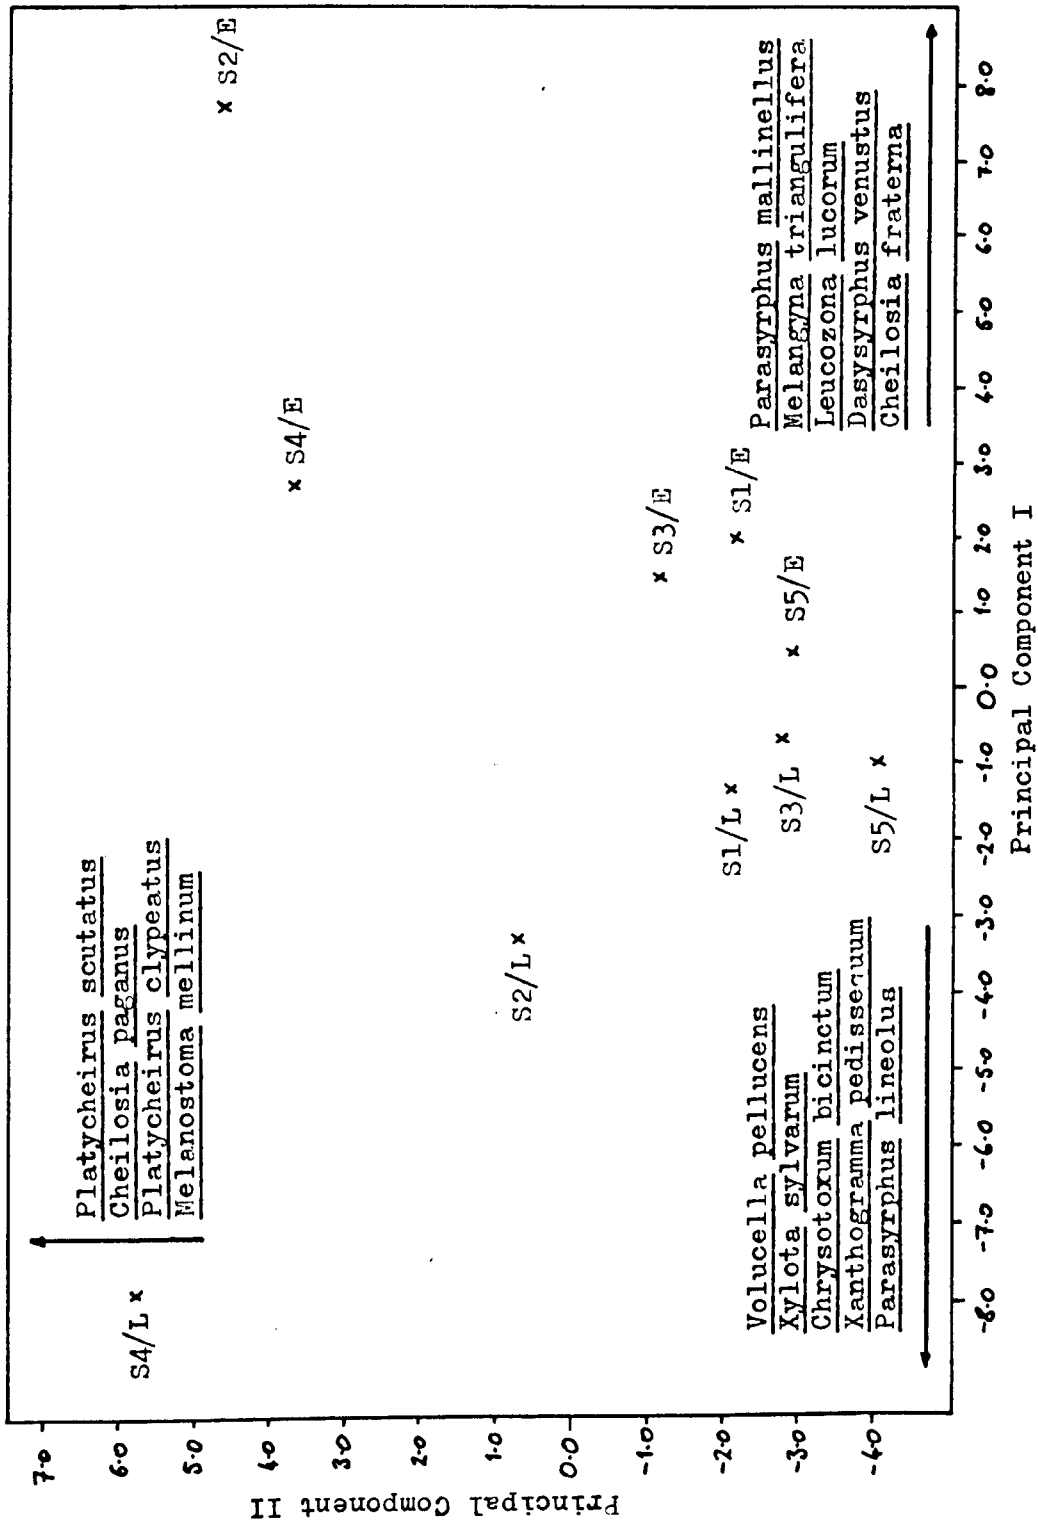 Principal Component II
7.0
6.0
5.0
4.0
3.0
2.0
1.0
0.0
-1.0
-2.0
-3.0
-4.0
S4/L
Platycheirus scutatus
Cheilosia paganus
Platycheirus clypeatus
Melanostoma mellinum
S2/E
S4/E
S2/L
S3/E
S1/L
S1/E
S3/L
S5/E
S5/L
Volucella pellucens
Xylota sylvarum
Chrysotoxum bicinctum
Xanthogramma pedissequum
Parasyrphus lineolus
Parasyrphus mallinellus
Melangyna triangulifera
Leucozona lucorum
Dasysyrphus venustus
Cheilosia fraterna
-8.0 -7.0 -6.0 -5.0 -4.0 -3.0 -2.0 -1.0 0.0 1.0 2.0 3.0 4.0 5.0 6.0 7.0 8.0
Principal Component I